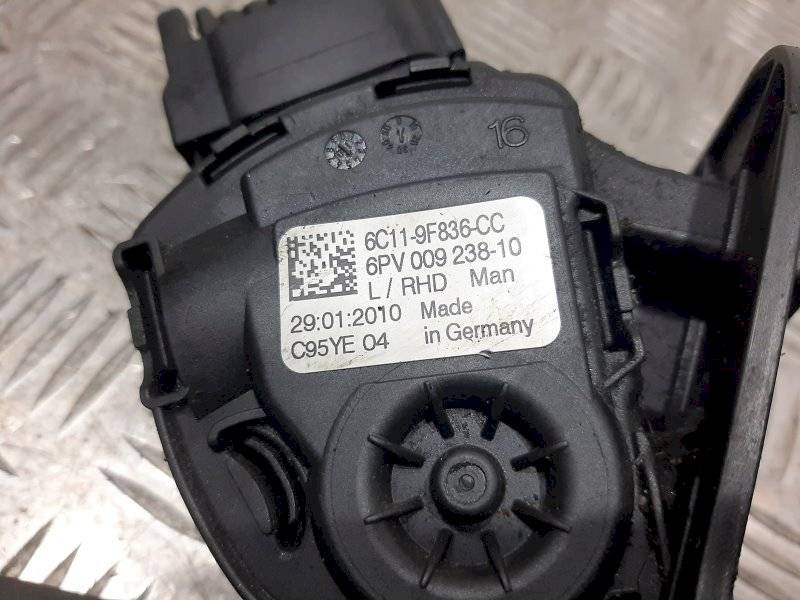 16
6C11-9F836-CC
6PV 009 238-10
L / RHD Man
29:01:2010 Made
C95YE 04 in Germany